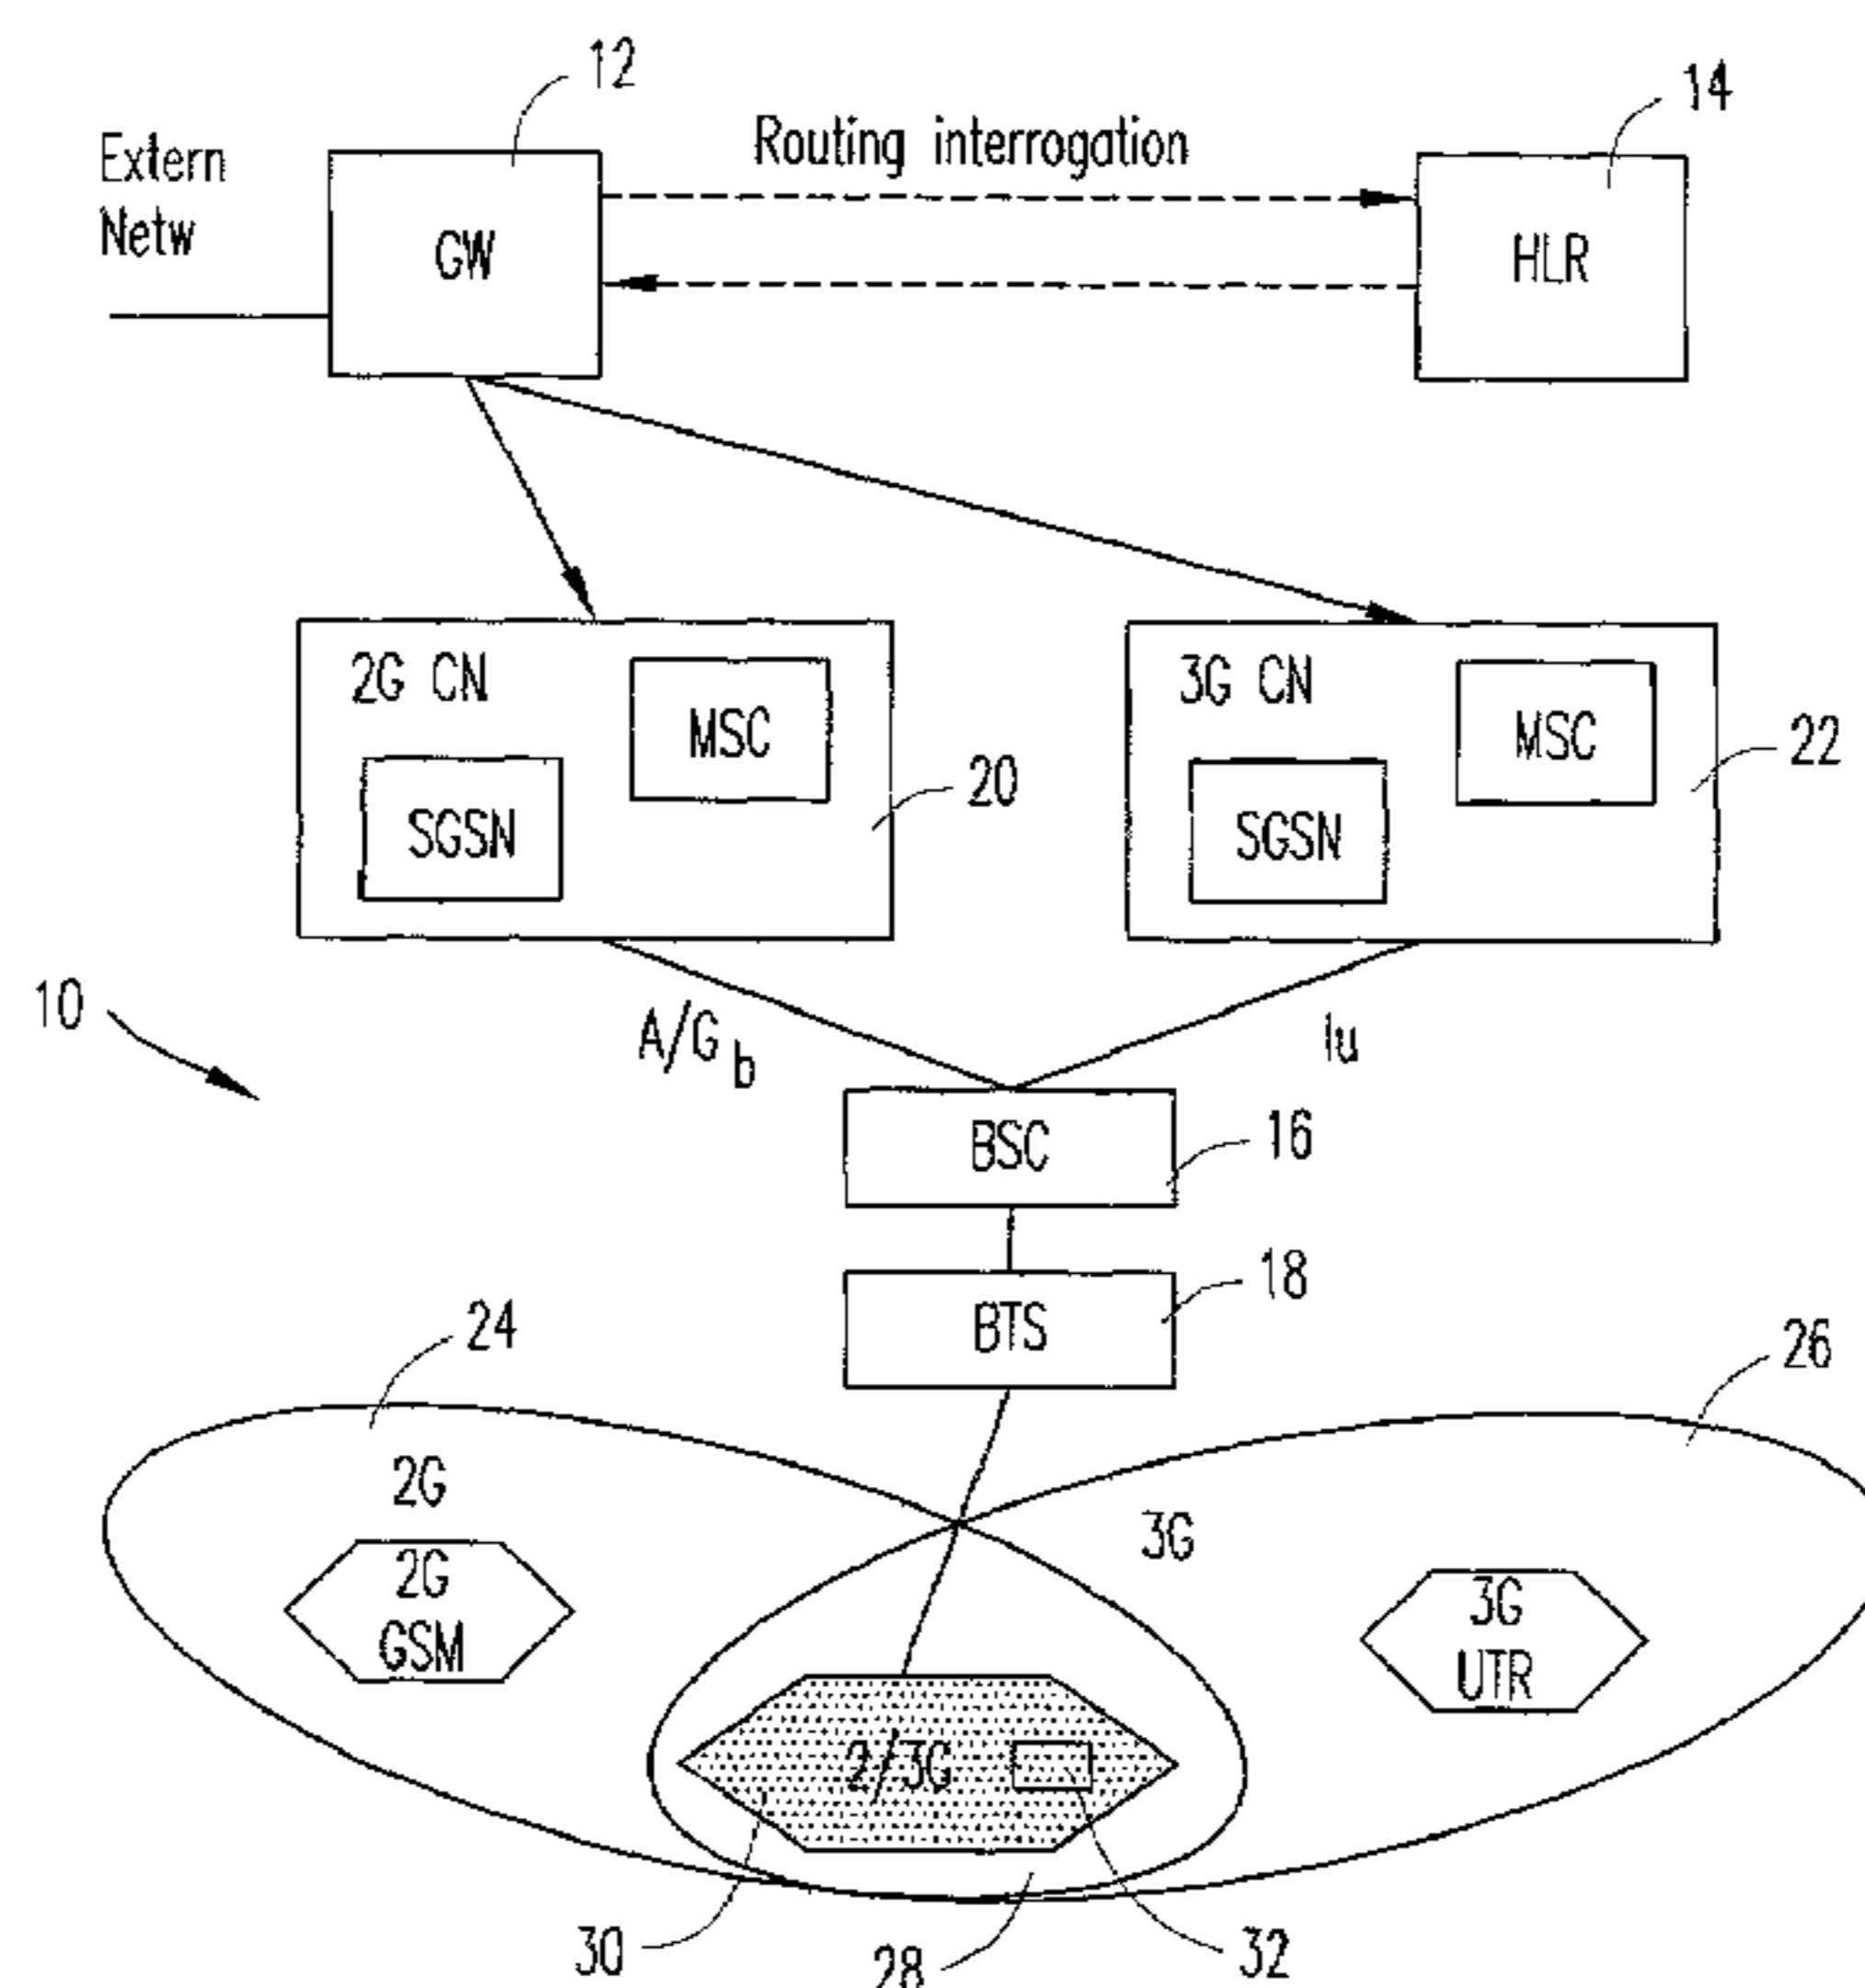 12
14
Extern
Netw
Routing interrogation
GW
HLR
2G CN
MSC
SGSN
20
3G CN
MSC
SGSN
22
10
A/Gb
Iu
BSC
16
BTS
18
24
26
2G
3G
2G
GSM
3G
UTR
2/3G
30
28
32